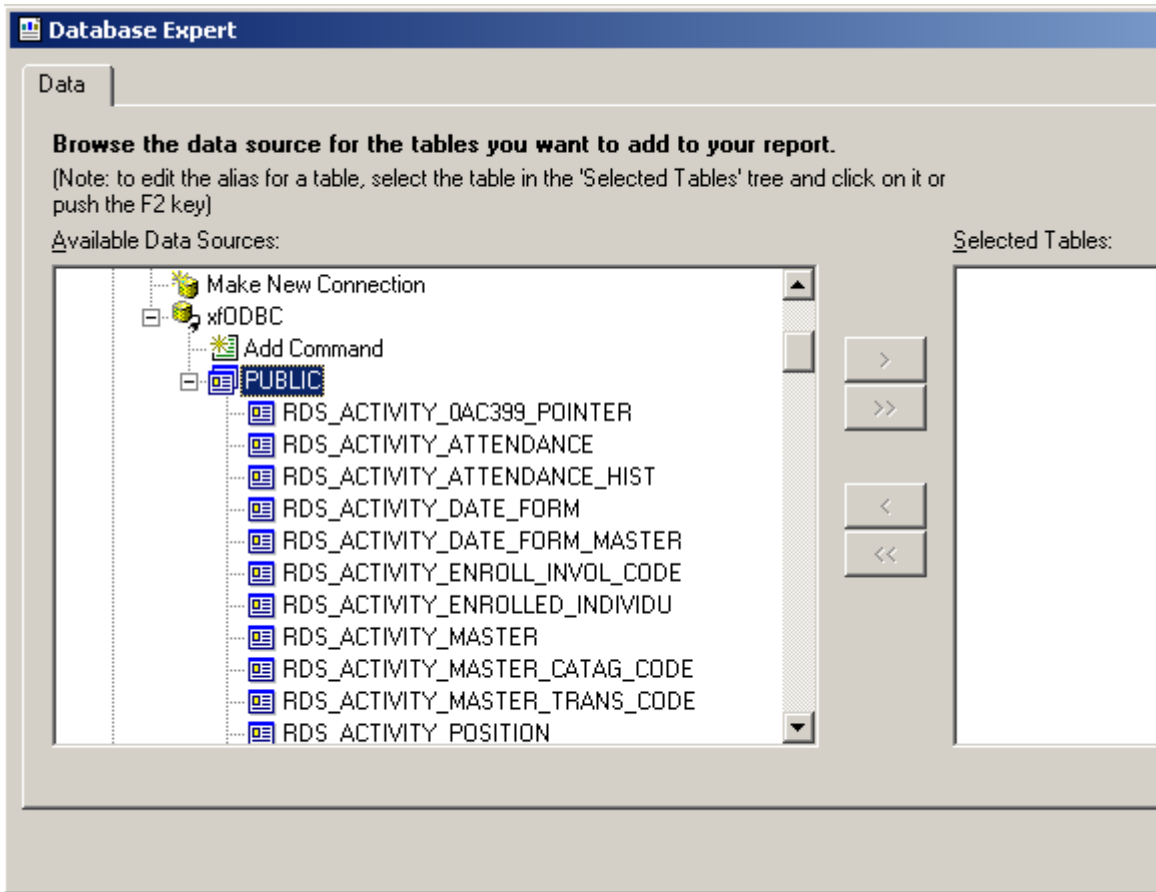 Database Expert
Data
Browse the data source for the tables you want to add to your report.
(Note: to edit the alias for a table, select the table in the 'Selected Tables' tree and click on it or
push the F2 key)
Available Data Sources:
Selected Tables:
Make New Connection
xfODBC
Add Command
PUBLIC
RDS_ACTIVITY_0AC399_POINTER
RDS_ACTIVITY_ATTENDANCE
RDS_ACTIVITY_ATTENDANCE_HIST
RDS_ACTIVITY_DATE_FORM
RDS_ACTIVITY_DATE_FORM_MASTER
RDS_ACTIVITY_ENROLL_INVOL_CODE
RDS_ACTIVITY_ENROLLED_INDIVIDU
RDS_ACTIVITY_MASTER
RDS_ACTIVITY_MASTER_CATAG_CODE
RDS_ACTIVITY_MASTER_TRANS_CODE
RDS_ACTIVITY_POSITION
>
>>
<
<<